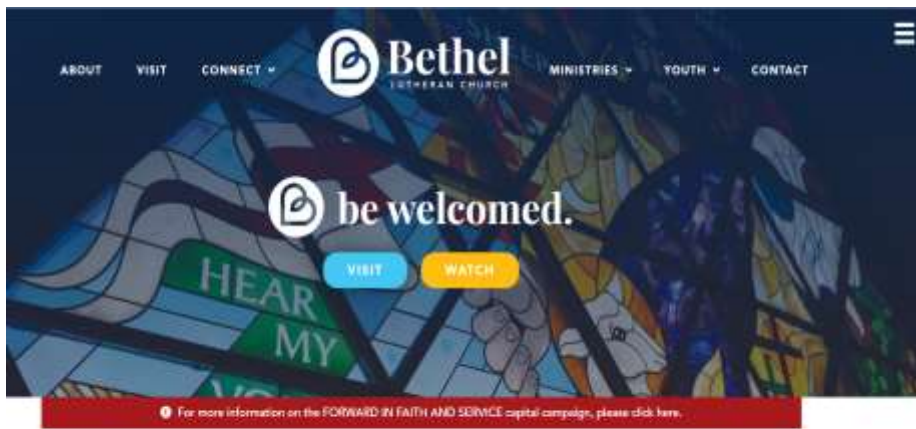 ABOUT VISIT CONNECT Bethel MINISTRIES YOUTH CONTACT
LUTHERAN CHURCH
be welcomed.
VISIT WATCH
HEAR
MY
For more information on the FORWARD IN FAITH AND SERVICE capital campaign, please click here.